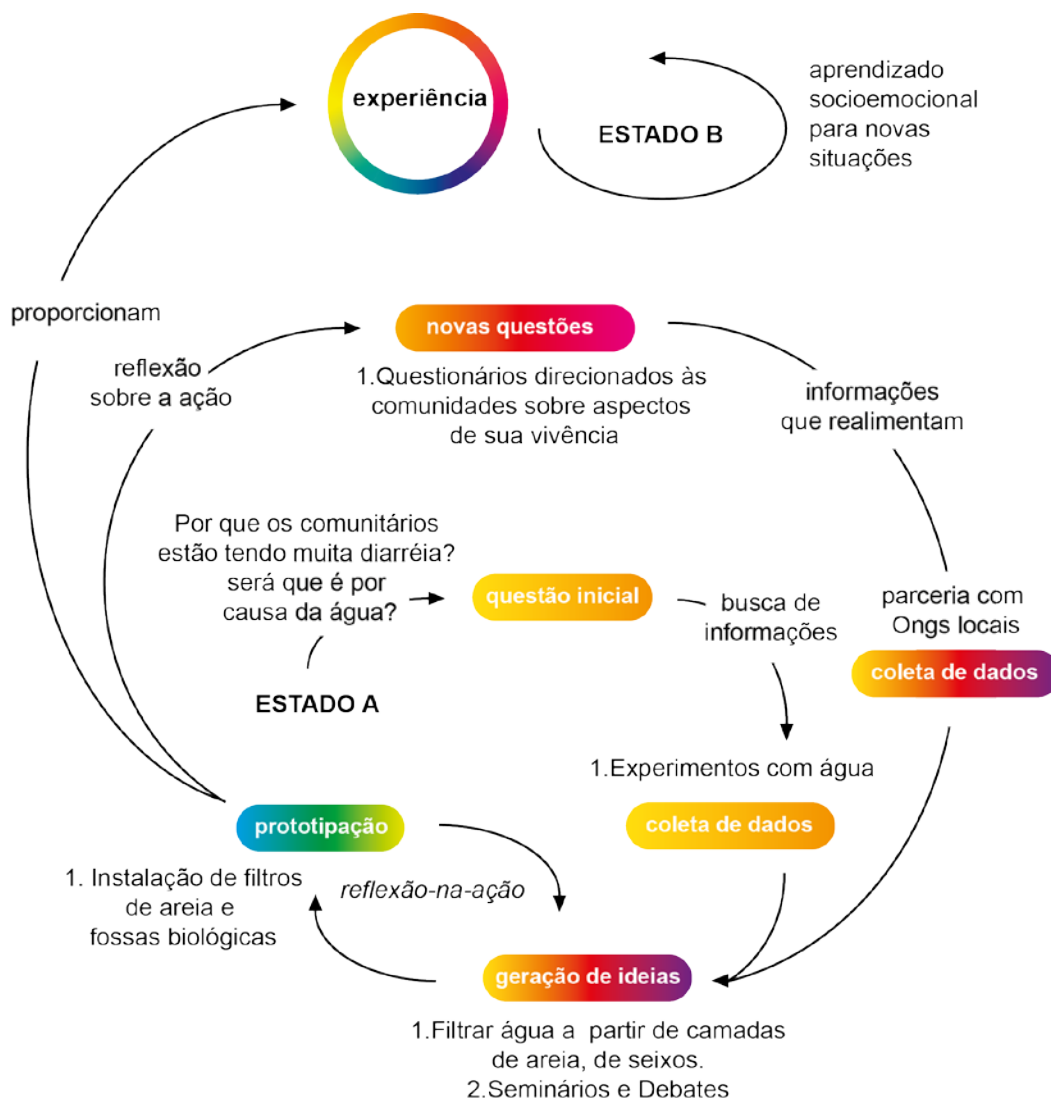 experiência
ESTADO B
aprendizado
socioemocional
para novas
situações
proporcionam
reflexão
sobre a ação
novas questões
1.Questionários direcionados às
comunidades sobre aspectos
de sua vivência
informações
que realimentam
Por que os comunitários
estão tendo muita diarréia?
será que é por
causa da água?
questão inicial
busca de
informações
parceria com
Ongs locais
coleta de dados
ESTADO A
1.Experimentos com água
coleta de dados
prototipação
1. Instalação de filtros
de areia e
fossas biológicas
reflexão-na-ação
geração de ideias
1.Filtrar água a partir de camadas
de areia, de seixos.
2.Seminários e Debates